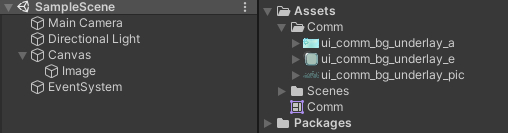 SampleScene
Main Camera
Directional Light
Canvas
Image
EventSystem
Assets
Comm
ui_comm_bg_underlay_a
ui_comm_bg_underlay_e
ui_comm_bg_underlay_pic
Scenes
Comm
Packages